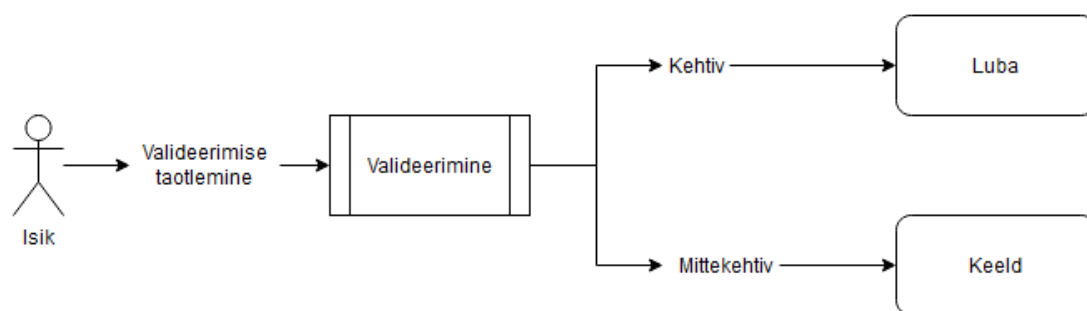 Kehtiv
Luba
Valideerimise
taotlemine
Valideerimine
Isik
Mittekehtiv
Keeld